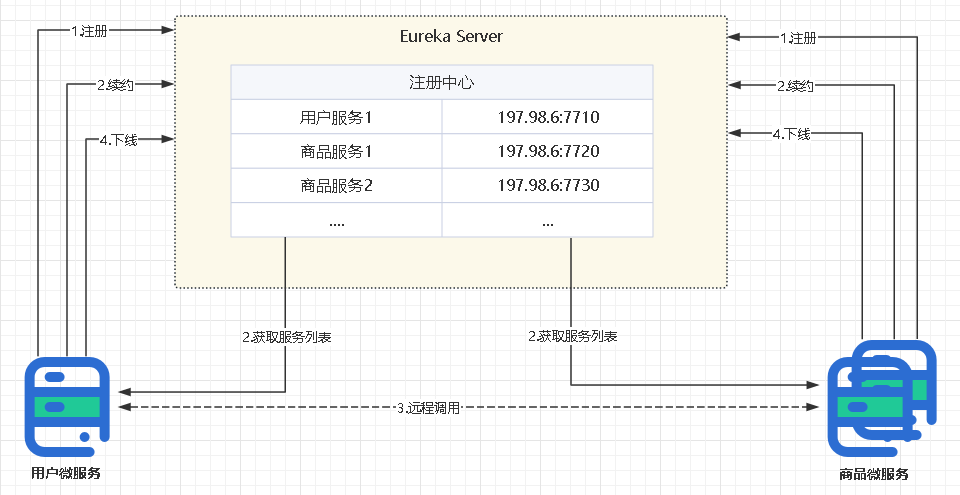 Eureka Server
1.注册
1.注册
注册中心
2.续约
2.续约
用户服务1 197.98.6:7710
4.下线
4.下线
商品服务1 197.98.6:7720
商品服务2 197.98.6:7730
.... ...
2.获取服务列表
2.获取服务列表
3.远程调用
用户微服务
商品微服务